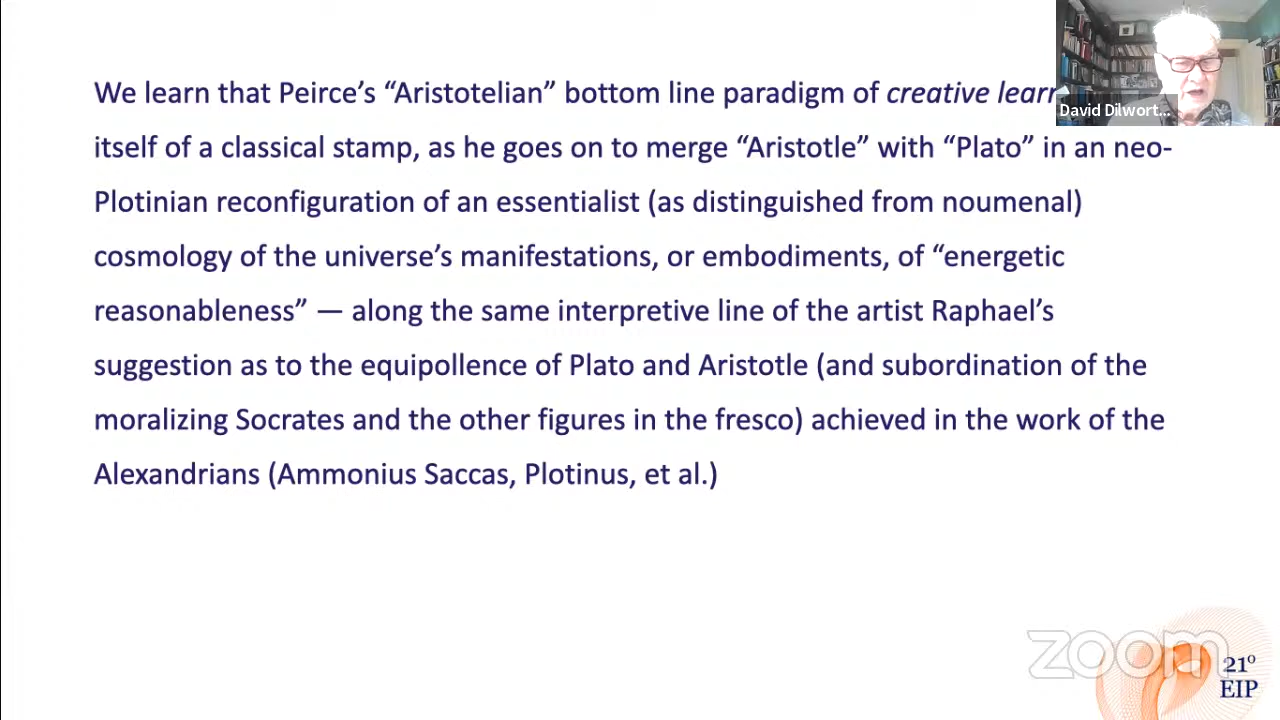 We learn that Peirce's “Aristotelian” bottom line paradigm of creative learn
itself of a classical stamp, as he goes on to merge “Aristotle” with “Plato” in an neo-
Plotinian reconfiguration of an essentialist (as distinguished from noumenal)
cosmology of the universe's manifestations, or embodiments, of “energetic
reasonableness” — along the same interpretive line of the artist Raphael's
suggestion as to the equipollence of Plato and Aristotle (and subordination of the
moralizing Socrates and the other figures in the fresco) achieved in the work of the
Alexandrians (Ammonius Saccas, Plotinus, et al.)
David Dilwort...
zoom
21º
EIP